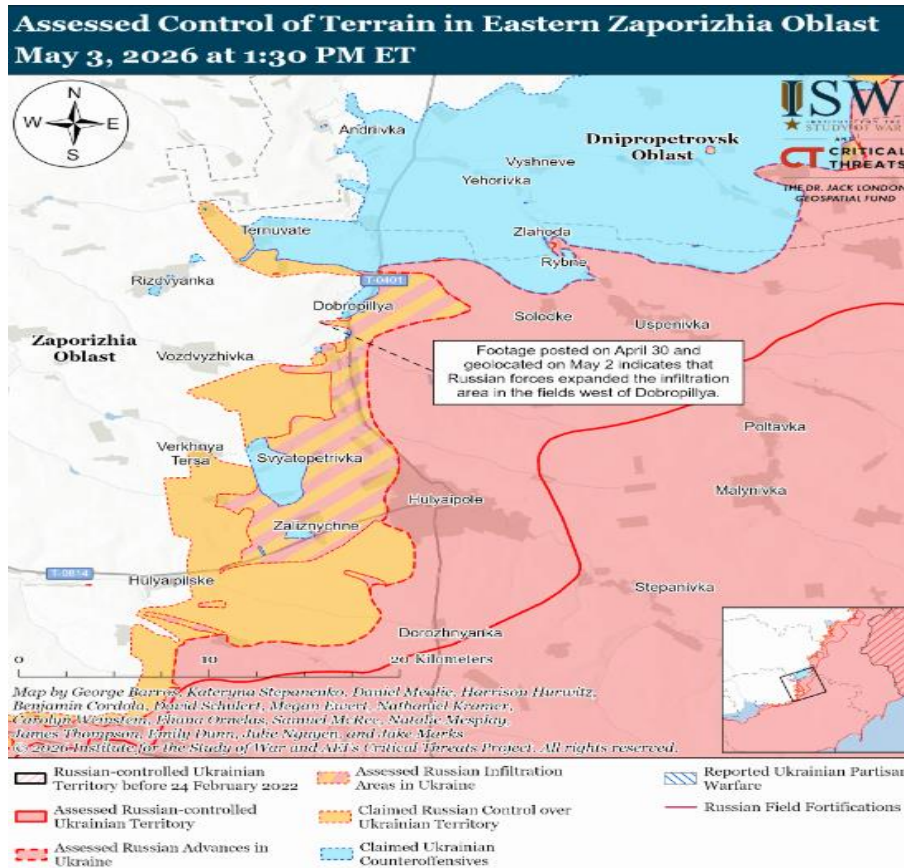 Assessed Control of Terrain in Eastern Zaporizhia Oblast
May 3, 2026 at 1:30 PM ET
N
W E
S
ISW
INSTITUTE FOR THE
STUDY OF WAR
AND
CT CRITICAL
THREATS
THE DR. JACK LONDON
GEOSPATIAL FUND
Andriivka
Dnipropetrovsk
Oblast
Vyshneve
Yehorivka
Ternuvate
Zlahoda
Rybne
Rizdvyanka
T-0401
Dobropillya
Solodke
Uspenivka
Zaporizhia
Oblast
Vozdvyzhivka
Footage posted on April 30 and
geolocated on May 2 indicates that
Russian forces expanded the infiltration
area in the fields west of Dobropillya.
Poltavka
Verkhnya
Tersa
Svyatopetrivka
Malynivka
Hulyaipole
Zaliznychne
T-0814
Hulyaipilske
Stepanivka
Dorozhnyanka
0 10 20 Kilometers
Map by George Barros, Kateryna Stepanenko, Daniel Mealie, Harrison Hurwitz,
Benjamin Cordola, David Schulert, Megan Ewert, Nathaniel Kramer,
Carolyn Weinstein, Eliana Ornelas, Samuel McRee, Natalie Mesplay,
James Thompson, Emily Dunn, Julie Nguyen, and Jake Marks
© 2026 Institute for the Study of War and AEI's Critical Threats Project. All rights reserved.
Russian-controlled Ukrainian
Territory before 24 February 2022
Assessed Russian-controlled
Ukrainian Territory
Assessed Russian Advances in
Ukraine
Assessed Russian Infiltration
Areas in Ukraine
Claimed Russian Control over
Ukrainian Territory
Claimed Ukrainian
Counteroffensives
Reported Ukrainian Partisan
Warfare
Russian Field Fortifications